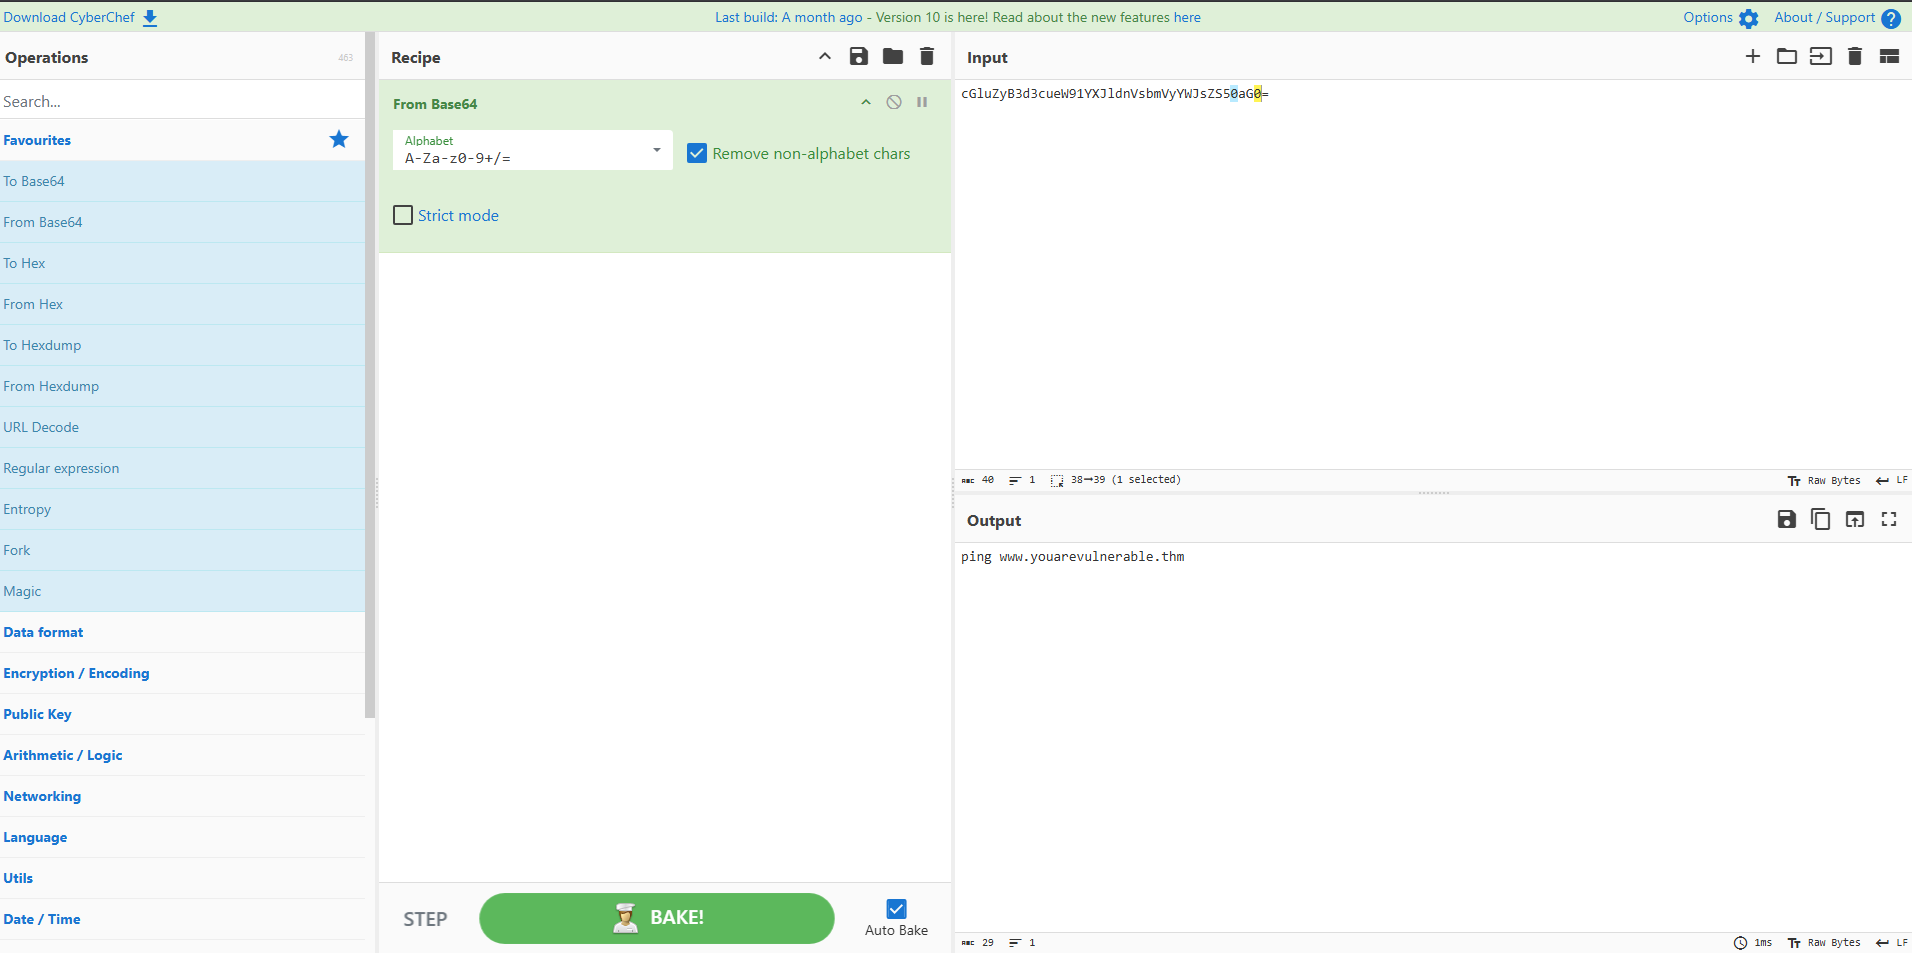 Download CyberChef
Last build: A month ago - Version 10 is here! Read about the new features here
Options
About / Support
Operations
463
Search...
Favourites
To Base64
From Base64
To Hex
From Hex
To Hexdump
From Hexdump
URL Decode
Regular expression
Entropy
Fork
Magic
Data format
Encryption / Encoding
Public Key
Arithmetic / Logic
Networking
Language
Utils
Date / Time
Recipe
From Base64
Alphabet
A-Za-z0-9+/=
Remove non-alphabet chars
Strict mode
STEP
BAKE!
Auto Bake
Input
cGluZyB3d3cueW91YXJldnVsbmVyYWJsZS50aG0=
ABC 40 1 38→39 (1 selected)
Tr Raw Bytes LF
Output
ping www.youarevulnerable.thm
ABC 29 1
1ms Tr Raw Bytes LF